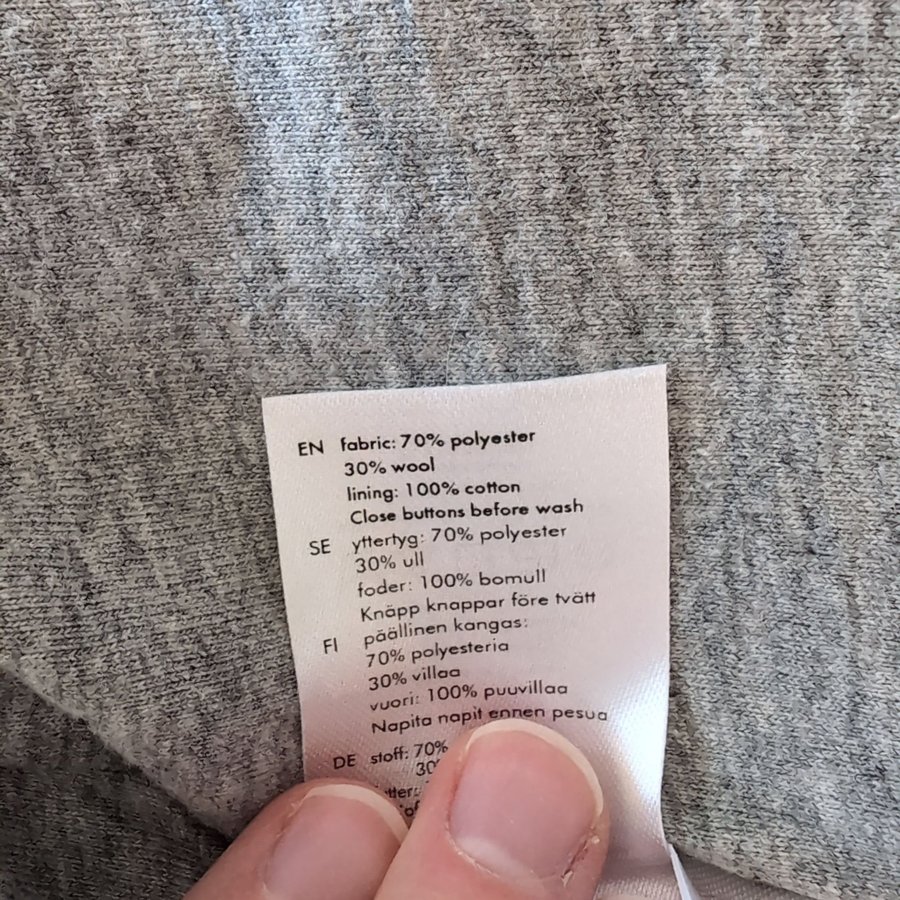 EN fabric: 70% polyester
30% wool
lining: 100% cotton
Close buttons before wash
SE yttertyg: 70% polyester
30% ull
foder: 100% bomull
Knäpp knappar före tvätt
FI päällinen kangas:
70% polyesteria
30% villaa
vuori: 100% puuvillaa
Napita napit ennen pesua
DE stoff: 70%